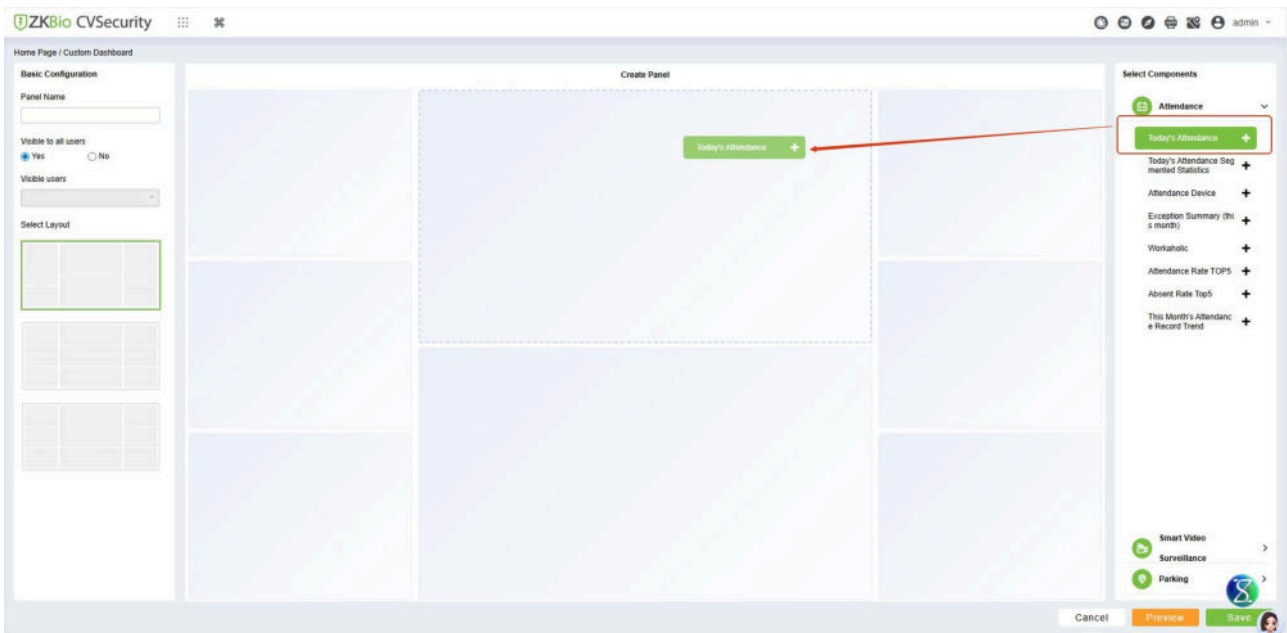 ZKBio CVSecurity
admin
Home Page / Custom Dashboard
Basic Configuration
Panel Name
Visible to all users
Yes
No
Visible users
Select Layout
Create Panel
Today's Attendance
Select Components
Attendance
Today's Attendance
Today's Attendance Seg
mented Statistics
Attendance Device
Exception Summary (thi
s month)
Workaholic
Attendance Rate TOP5
Absent Rate Top5
This Month's Attendanc
e Record Trend
Smart Video
Surveillance
Parking
Cancel
Preview
Save